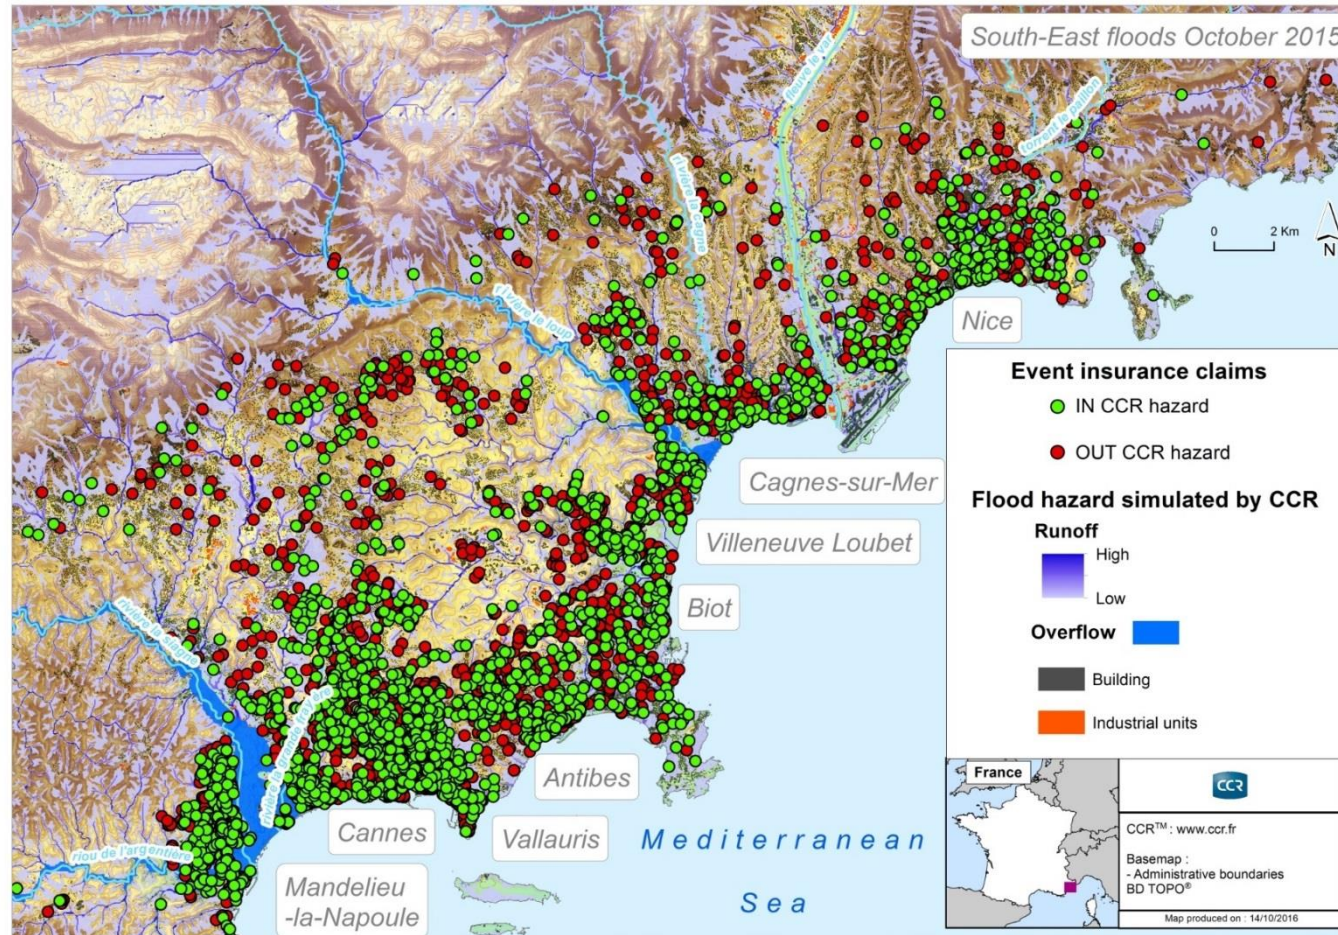 South-East floods October 2015
fleuve le var
torrent le paillon
rivière la cagne
0 2 Km
N
rivière le loup
Nice
Event insurance claims
IN CCR hazard
OUT CCR hazard
Cagnes-sur-Mer
Flood hazard simulated by CCR
Villeneuve Loubet
Runoff
High
Low
Biot
rivière la siagne
Overflow
Building
Industrial units
rivière la grande frayère
Antibes
France
CCR
Cannes
Vallauris
Mediterranean
Sea
CCR™ : www.ccr.fr
riou de l'argentière
Mandelieu
-la-Napoule
Basemap :
- Administrative boundaries
BD TOPO®
Map produced on : 14/10/2016